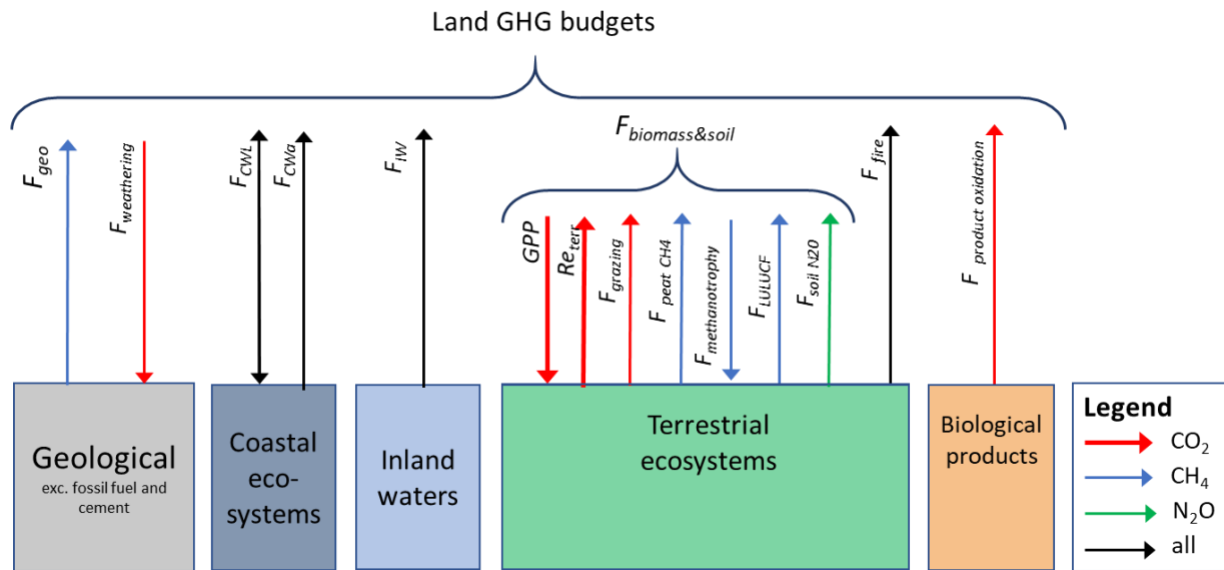 Land GHG budgets
F_biomass&soil
F_geo
F_weathering
F_CWL
F_CWa
F_IW
GPP
Re_terr
F_grazing
F_peat CH4
F_methanotrophy
F_LULUCF
F_soil N20
F_fire
F_product oxidation
Geological
exc. fossil fuel and
cement
Coastal
eco-
systems
Inland
waters
Terrestrial
ecosystems
Biological
products
Legend
CO₂
CH₄
N₂O
all